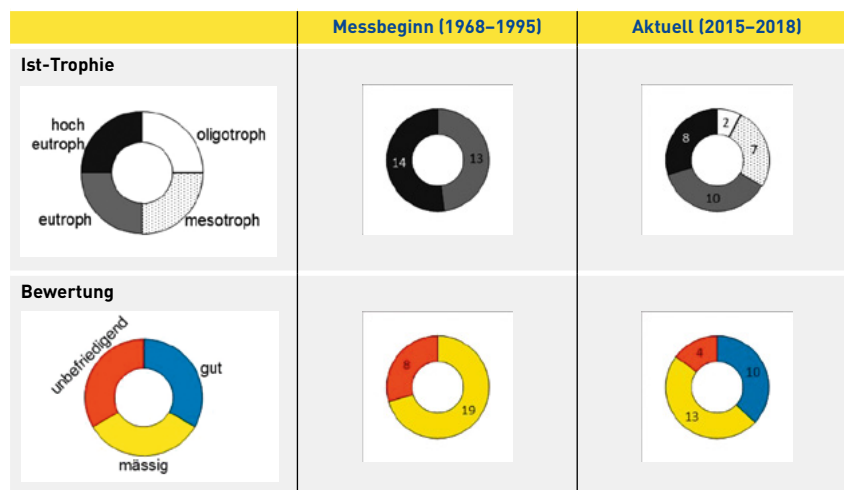 Messbeginn (1968–1995)
Aktuell (2015–2018)
Ist-Trophie
hoch
eutroph
oligotroph
eutroph
mesotroph
14
13
2
7
10
8
Bewertung
unbefriedigend
gut
mässig
8
19
4
10
13